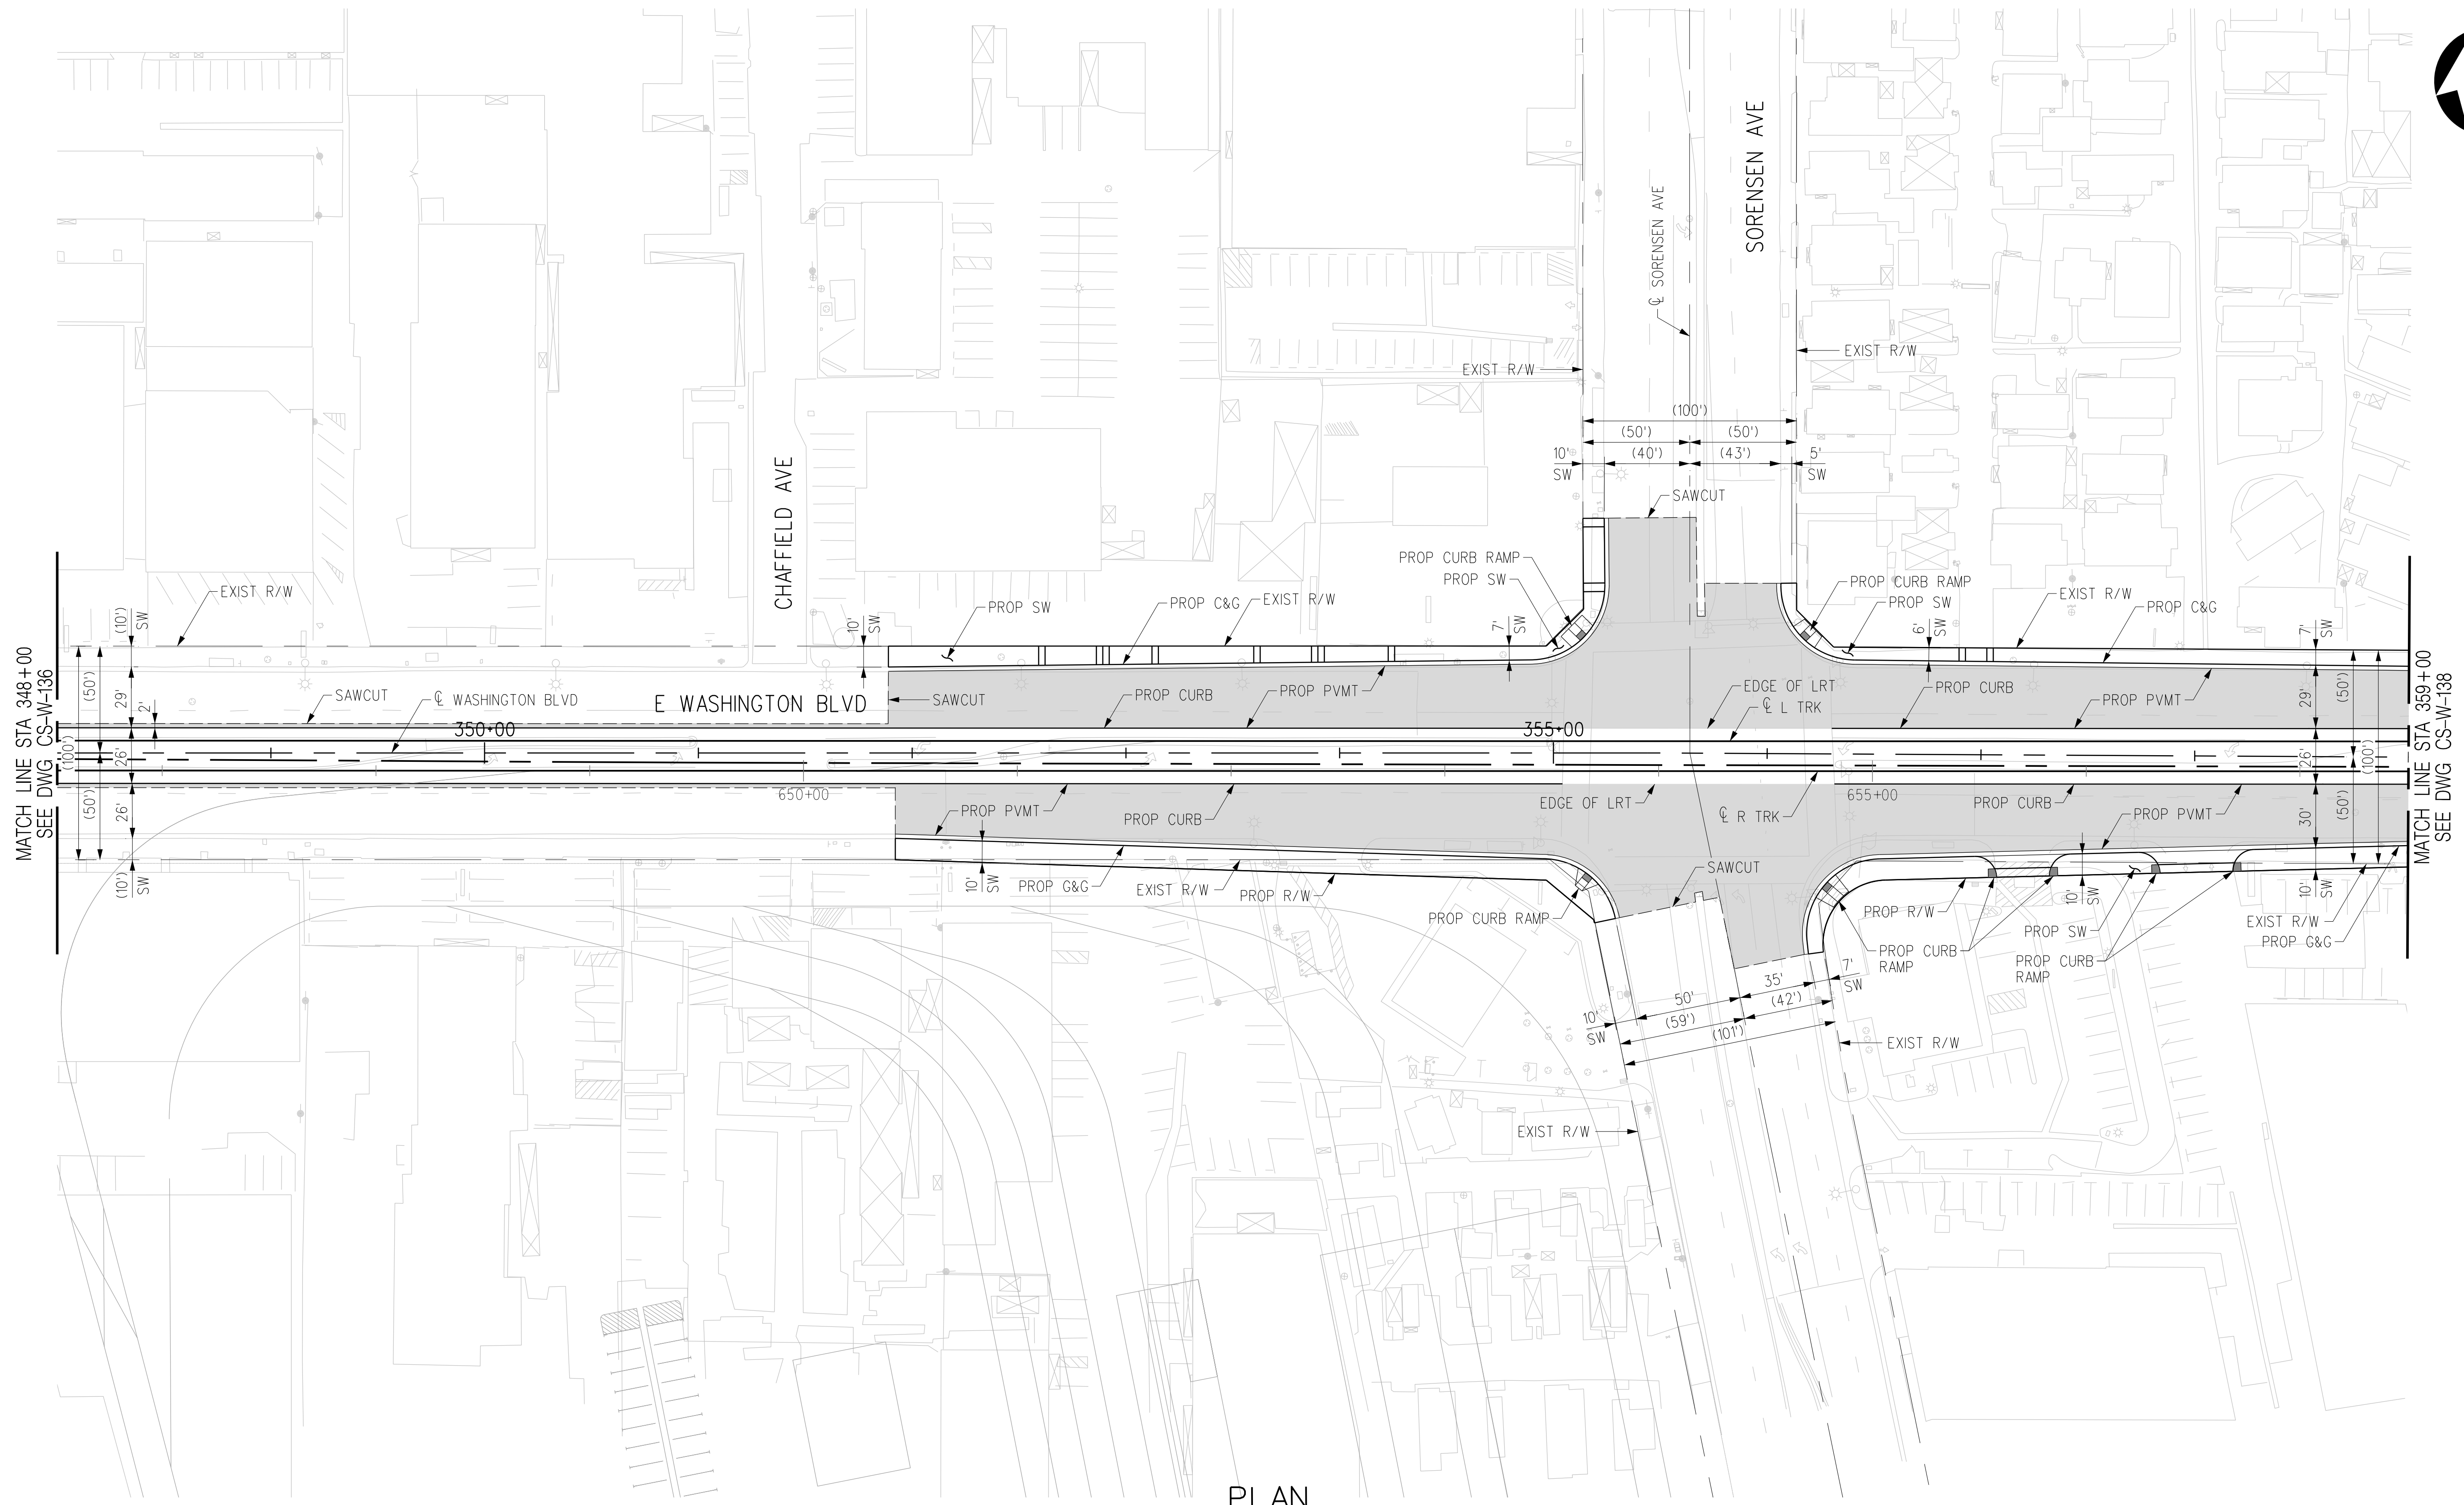 SORENSEN AVE
℄ SORENSEN AVE
EXIST R/W
EXIST R/W
(100')
(50')
(50')
10'
SW
(40')
(43')
5'
SW
SAWCUT
CHAFFIELD AVE
PROP CURB RAMP
PROP SW
PROP CURB RAMP
PROP SW
EXIST R/W
PROP C&G
EXIST R/W
(10')
SW
10'
SW
PROP SW
PROP C&G
EXIST R/W
7'
SW
6'
SW
7'
SW
MATCH LINE STA 348+00
SEE DWG CS-W-136
(100')
(50')
(50')
29'
2'
26'
26'
(10')
SW
SAWCUT
℄ WASHINGTON BLVD
E WASHINGTON BLVD
SAWCUT
PROP CURB
PROP PVMT
EDGE OF LRT
℄ L TRK
PROP CURB
PROP PVMT
350+00
355+00
650+00
655+00
PROP PVMT
PROP CURB
EDGE OF LRT
℄ R TRK
PROP CURB
PROP PVMT
29'
26'
30'
(50')
(50')
(100')
10'
SW
MATCH LINE STA 359+00
SEE DWG CS-W-138
10'
SW
PROP G&G
EXIST R/W
PROP R/W
PROP CURB RAMP
SAWCUT
PROP R/W
PROP CURB
RAMP
PROP SW
10'
SW
PROP CURB
RAMP
EXIST R/W
PROP G&G
10'
SW
50'
35'
7'
SW
(59')
(42')
(101')
EXIST R/W
EXIST R/W
PLAN